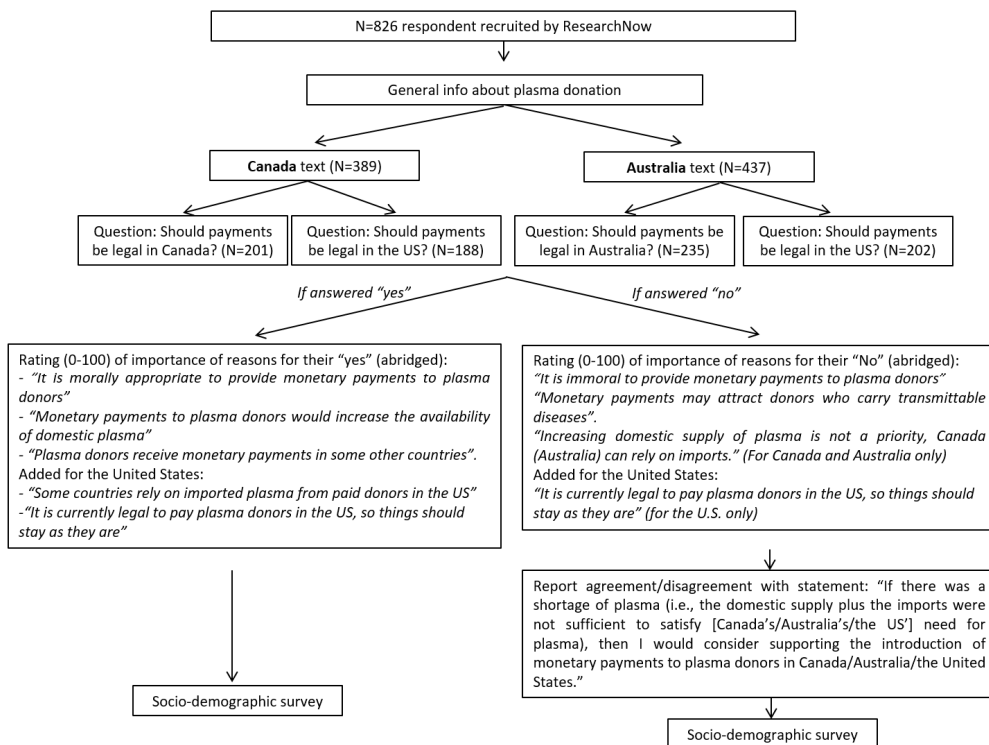 N=826 respondent recruited by ResearchNow
General info about plasma donation
Canada text (N=389)
Australia text (N=437)
Question: Should payments
be legal in Canada? (N=201)
Question: Should payments
be legal in the US? (N=188)
Question: Should payments be
legal in Australia? (N=235)
Question: Should payments
be legal in the US? (N=202)
If answered “yes”
If answered “no”
Rating (0-100) of importance of reasons for their “yes” (abridged):
- “It is morally appropriate to provide monetary payments to plasma
donors”
- “Monetary payments to plasma donors would increase the availability
of domestic plasma”
- “Plasma donors receive monetary payments in some other countries”.
Added for the United States:
- “Some countries rely on imported plasma from paid donors in the US”
-“It is currently legal to pay plasma donors in the US, so things should
stay as they are”
Rating (0-100) of importance of reasons for their “No” (abridged):
“It is immoral to provide monetary payments to plasma donors”
“Monetary payments may attract donors who carry transmittable
diseases”.
“Increasing domestic supply of plasma is not a priority, Canada
(Australia) can rely on imports.” (For Canada and Australia only)
Added for the United States:
“It is currently legal to pay plasma donors in the US, so things should
stay as they are” (for the U.S. only)
Report agreement/disagreement with statement: “If there was a
shortage of plasma (i.e., the domestic supply plus the imports were
not sufficient to satisfy [Canada’s/Australia’s/the US’] need for
plasma), then I would consider supporting the introduction of
monetary payments to plasma donors in Canada/Australia/the United
States.”
Socio-demographic survey
Socio-demographic survey